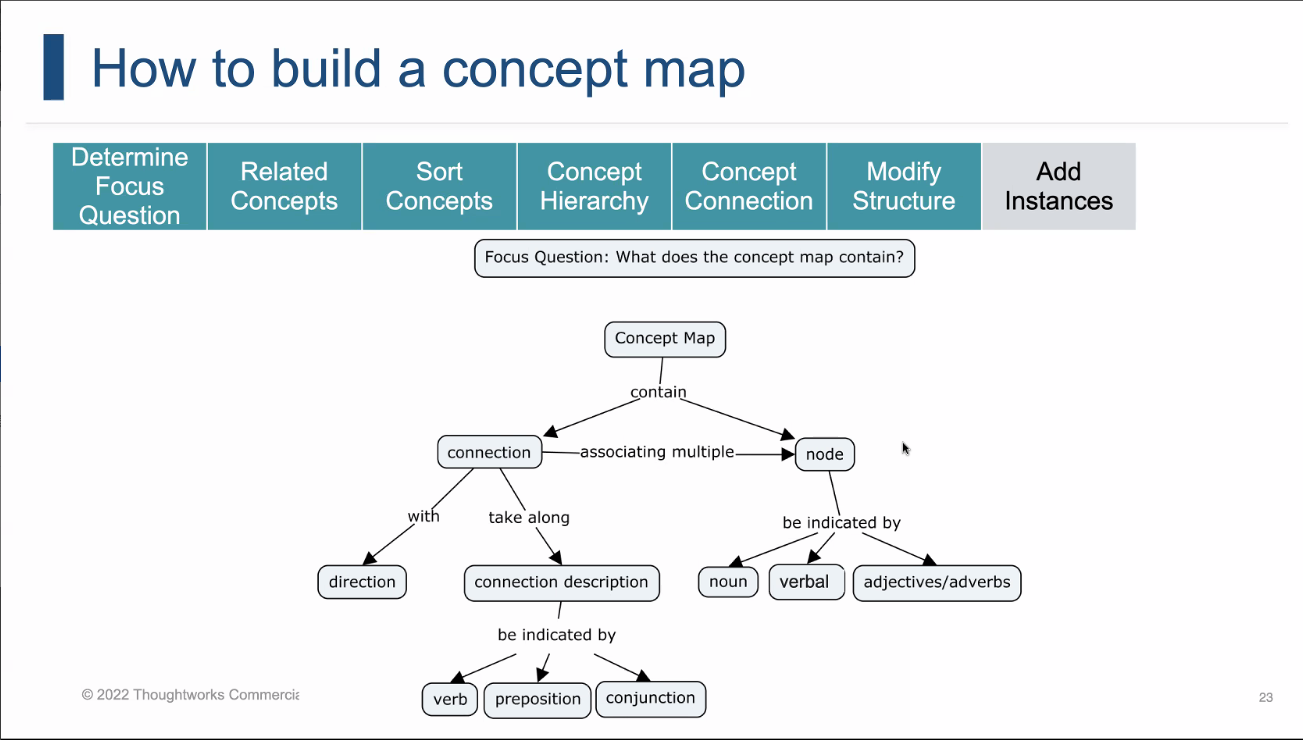 How to build a concept map
Determine
Focus
Question
Related
Concepts
Sort
Concepts
Concept
Hierarchy
Concept
Connection
Modify
Structure
Add
Instances
Focus Question: What does the concept map contain?
Concept Map
contain
connection
associating multiple
node
with
take along
be indicated by
direction
connection description
noun
verbal
adjectives/adverbs
be indicated by
verb
preposition
conjunction
© 2022 Thoughtworks Commercia
23